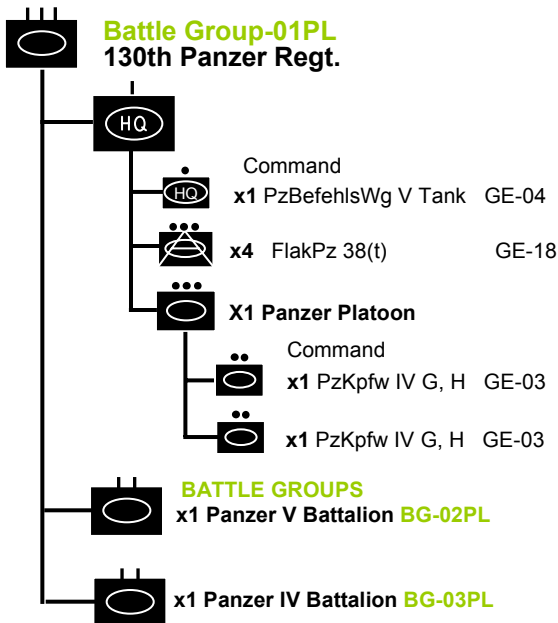 Battle Group-01PL
130th Panzer Regt.
HQ
Command
HQ
x1 PzBefehlsWg V Tank GE-04
x4 FlakPz 38(t) GE-18
X1 Panzer Platoon
Command
x1 PzKpfw IV G, H GE-03
x1 PzKpfw IV G, H GE-03
BATTLE GROUPS
x1 Panzer V Battalion BG-02PL
x1 Panzer IV Battalion BG-03PL